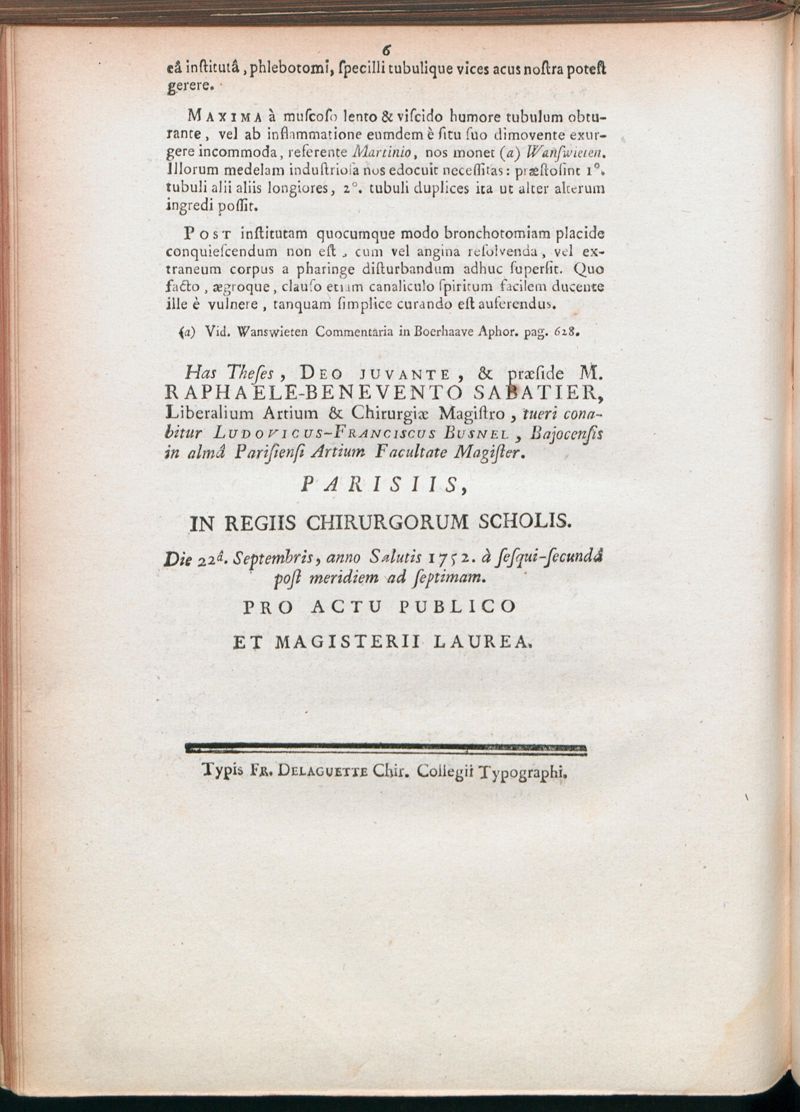 6
eâ inſtitutâ, phlebotomi, ſpecilli tubulique vices acus noſtra poteſt
gerere.
MAXIMA à muſcoſo lento & viſcido humore tubulum obtu-
rante, vel ab inflammatione eumdem è ſitu ſuo dimovente exur-
gere incommoda, referente Martinio, nos monet (a) Wanſwieten.
Illorum medelam induſtrioſa nos edocuit neceſſitas: præſtoſint 1°.
tubuli alii aliis longiores, 2°. tubuli duplices ita ut alter alterum
ingredi poſſit.
POST inſtitutam quocumque modo bronchotomiam placide
conquieſcendum non eſt, cum vel angina reſolvenda, vel ex-
traneum corpus a pharinge diſturbandum adhuc ſuperſit. Quo
facto, ægroque, clauſo etiam canaliculo ſpiritum facilem ducente
ille è vulnere, tanquam ſimplice curando eſt auferendus.
(a) Vid. Wanswieten Commentaria in Boerhaave Aphor. pag. 628.
Has Theſes, DEO JUVANTE, & præſide M.
RAPHAELE-BENEVENTO SABATIER,
Liberalium Artium & Chirurgiæ Magiſtro, tueri cona-
bitur LUDOVICUS-FRANCISCUS BUSNEL, Bajocenſis
in almâ Pariſienſi Artium Facultate Magiſter.
PARISIIS,
IN REGIIS CHIRURGORUM SCHOLIS.
Die 22â. Septembris, anno Salutis 1752. à ſeſqui-ſecundâ
poſt meridiem ad ſeptimam.
PRO ACTU PUBLICO
ET MAGISTERII LAUREA.
Typis FR. DELAGUETTE Chir. Collegii Typographi.